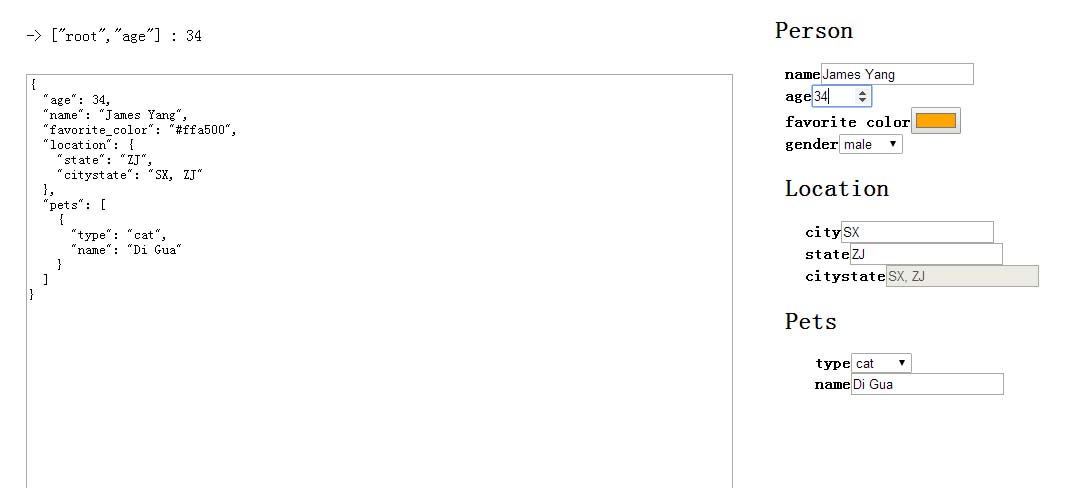 -> ["root","age"] : 34
{
  "age": 34,
  "name": "James Yang",
  "favorite_color": "#ffa500",
  "location": {
    "state": "ZJ",
    "citystate": "SX, ZJ"
  },
  "pets": [
    {
      "type": "cat",
      "name": "Di Gua"
    }
  ]
}
Person
name James Yang
age 34
favorite color
gender male
Location
city SX
state ZJ
citystate SX, ZJ
Pets
type cat
name Di Gua